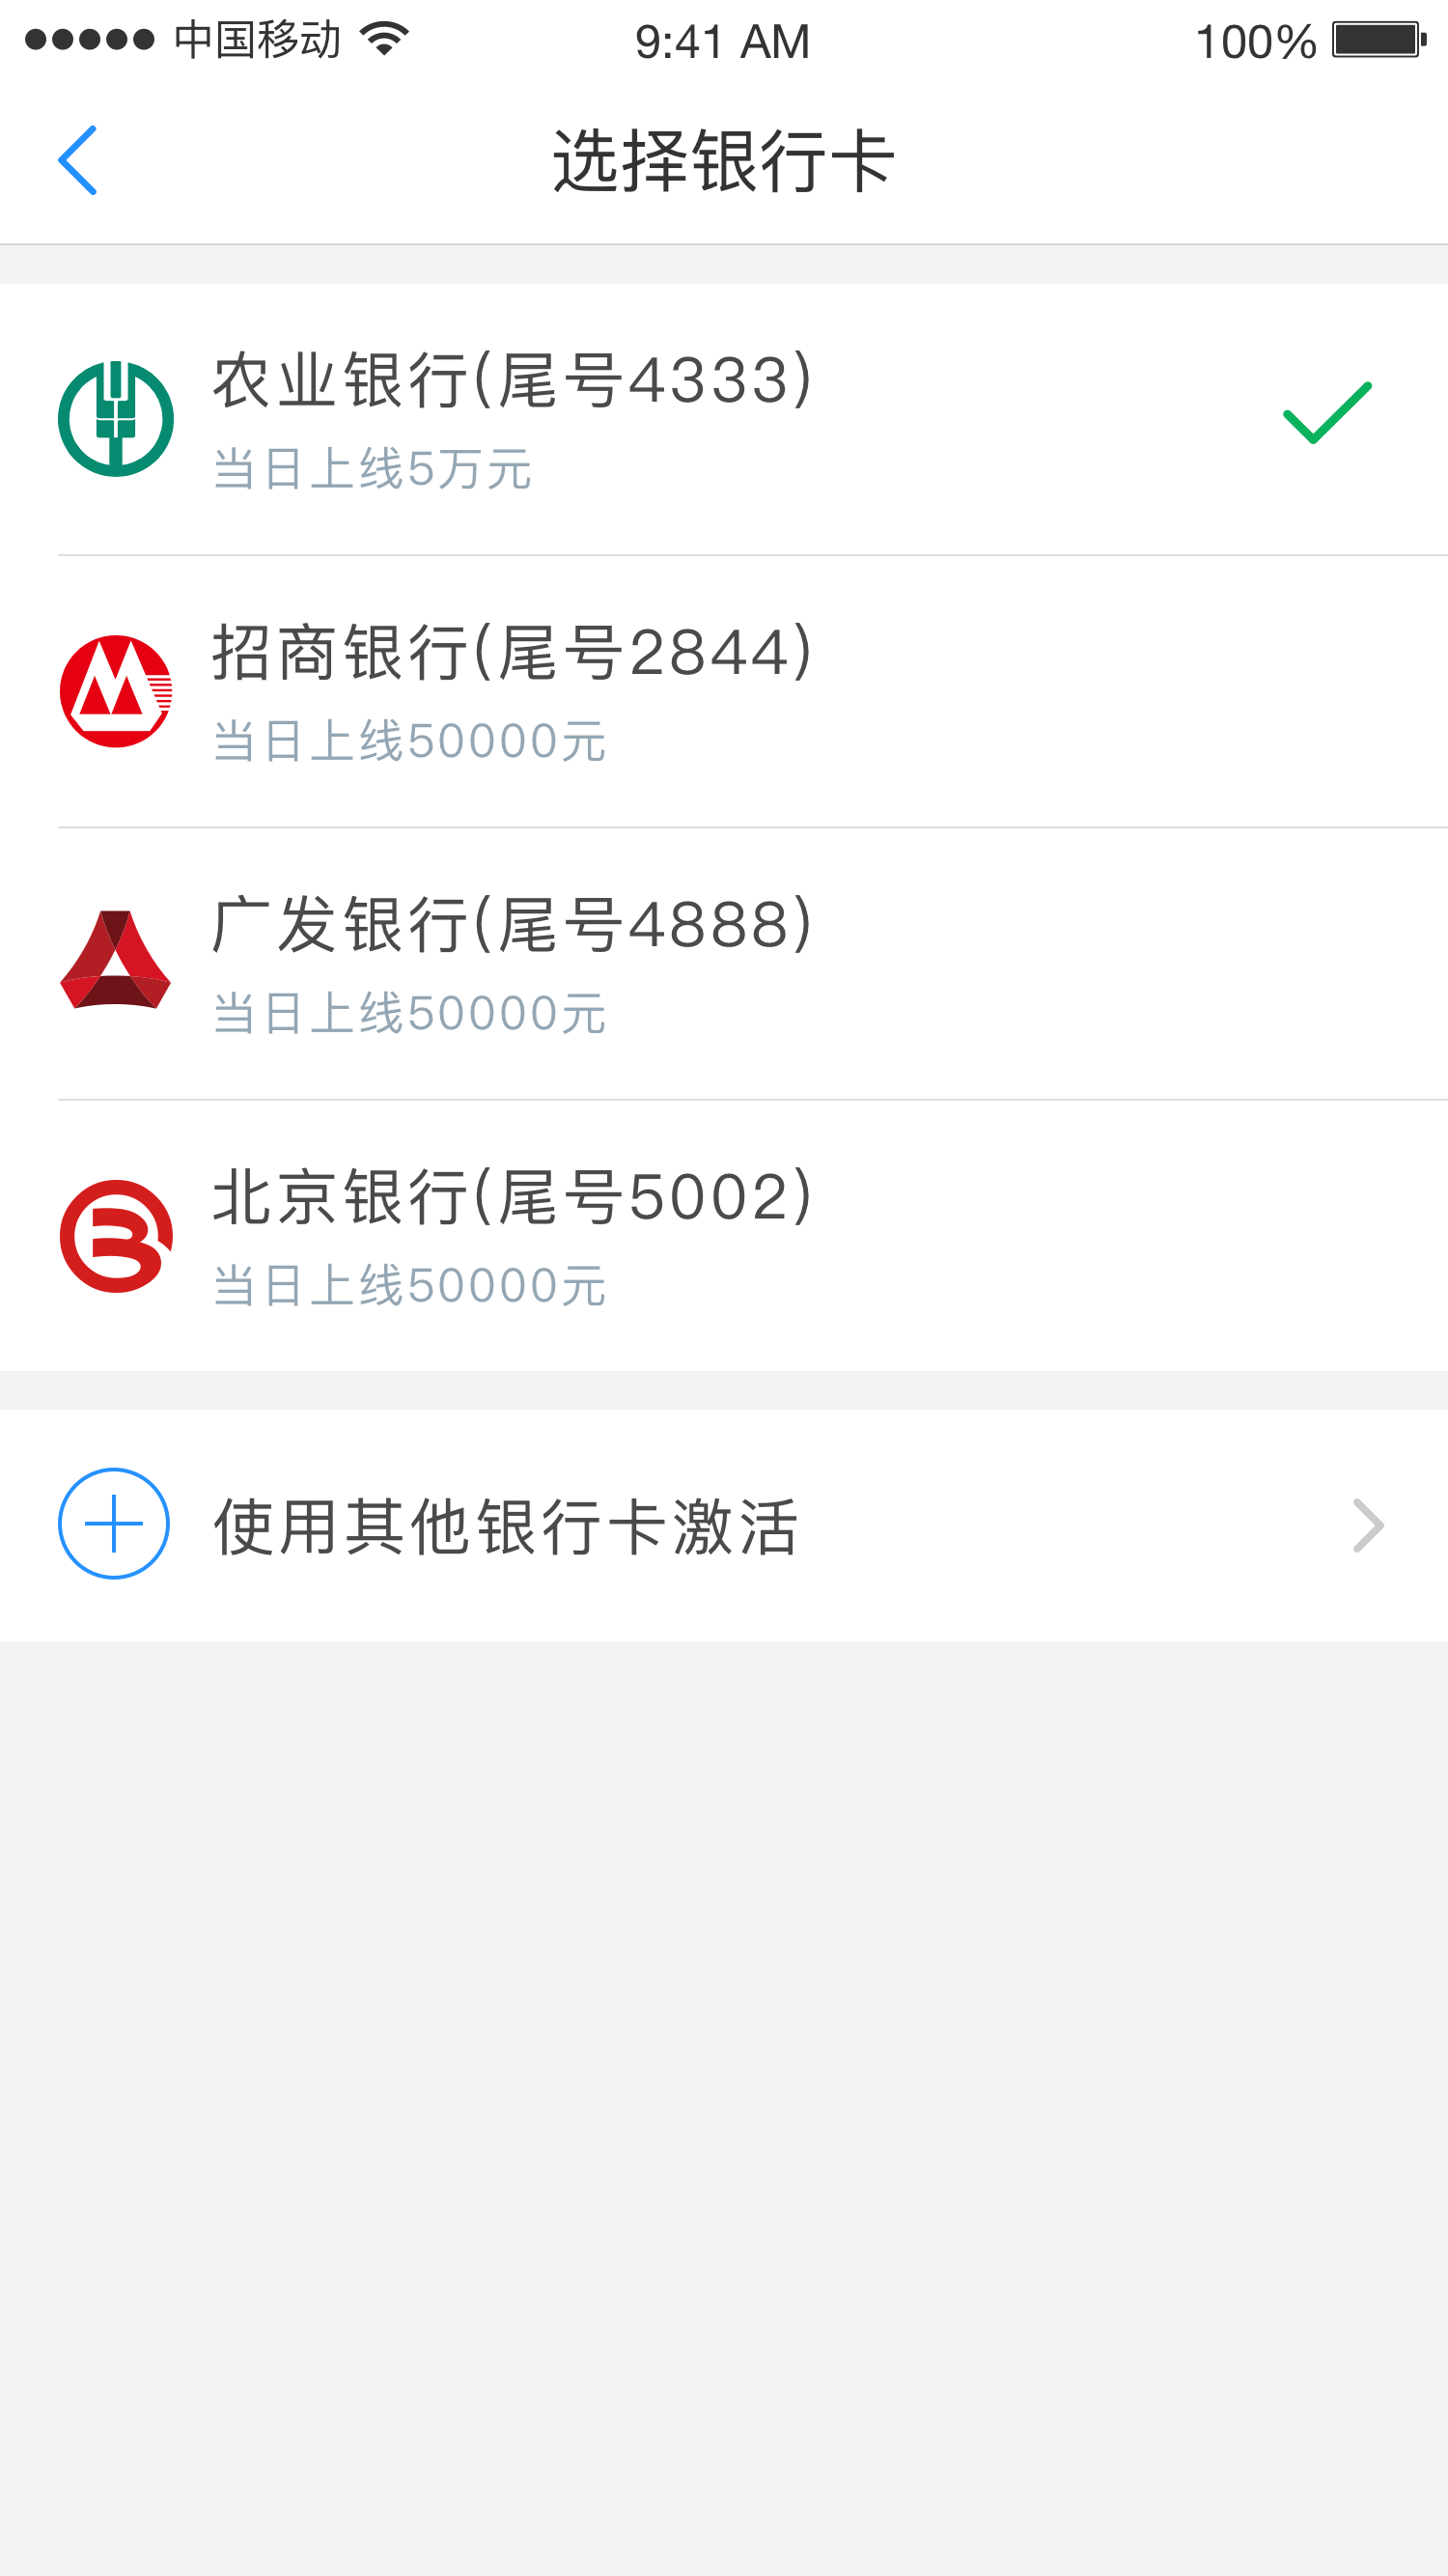 中国移动 9:41 AM 100%
选择银行卡
农业银行(尾号4333)
当日上线5万元
招商银行(尾号2844)
当日上线50000元
广发银行(尾号4888)
当日上线50000元
北京银行(尾号5002)
当日上线50000元
使用其他银行卡激活